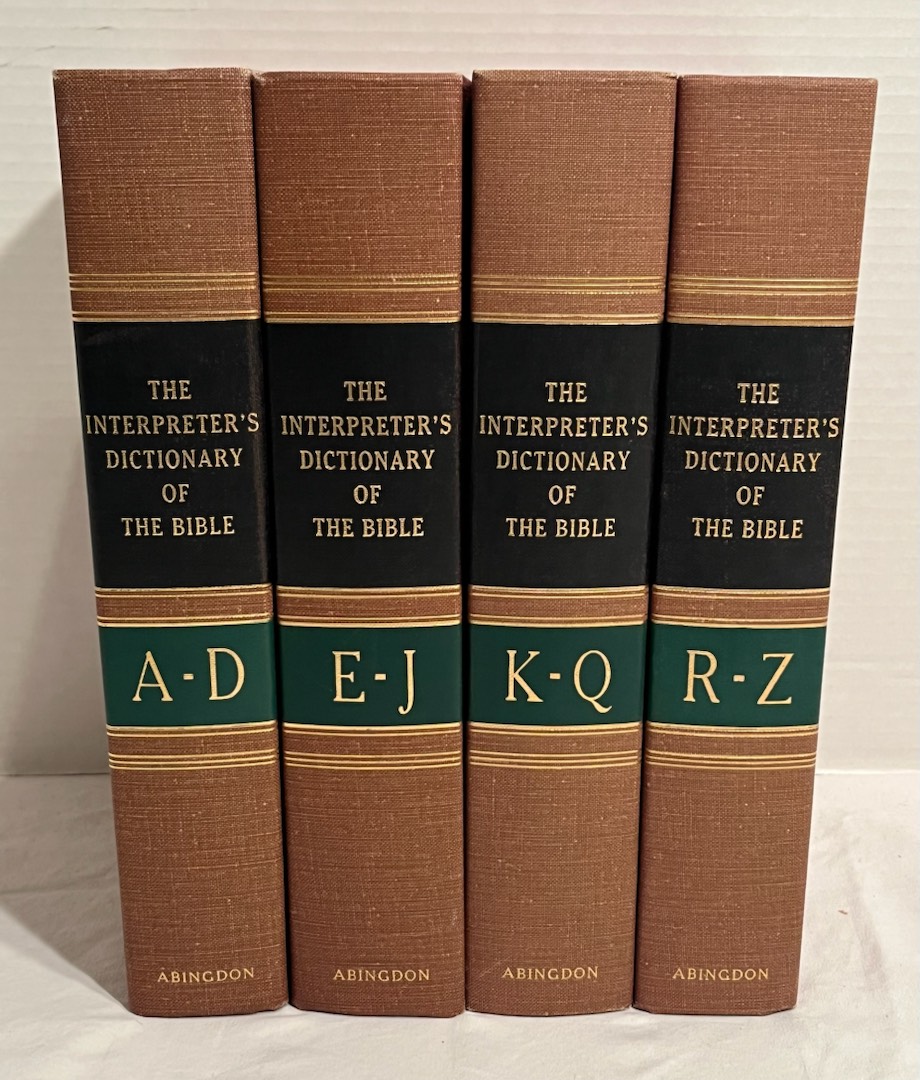 THE
INTERPRETER'S
DICTIONARY
OF
THE BIBLE
A-D
ABINGDON
THE
INTERPRETER'S
DICTIONARY
OF
THE BIBLE
E-J
ABINGDON
THE
INTERPRETER'S
DICTIONARY
OF
THE BIBLE
K-Q
ABINGDON
THE
INTERPRETER'S
DICTIONARY
OF
THE BIBLE
R-Z
ABINGDON